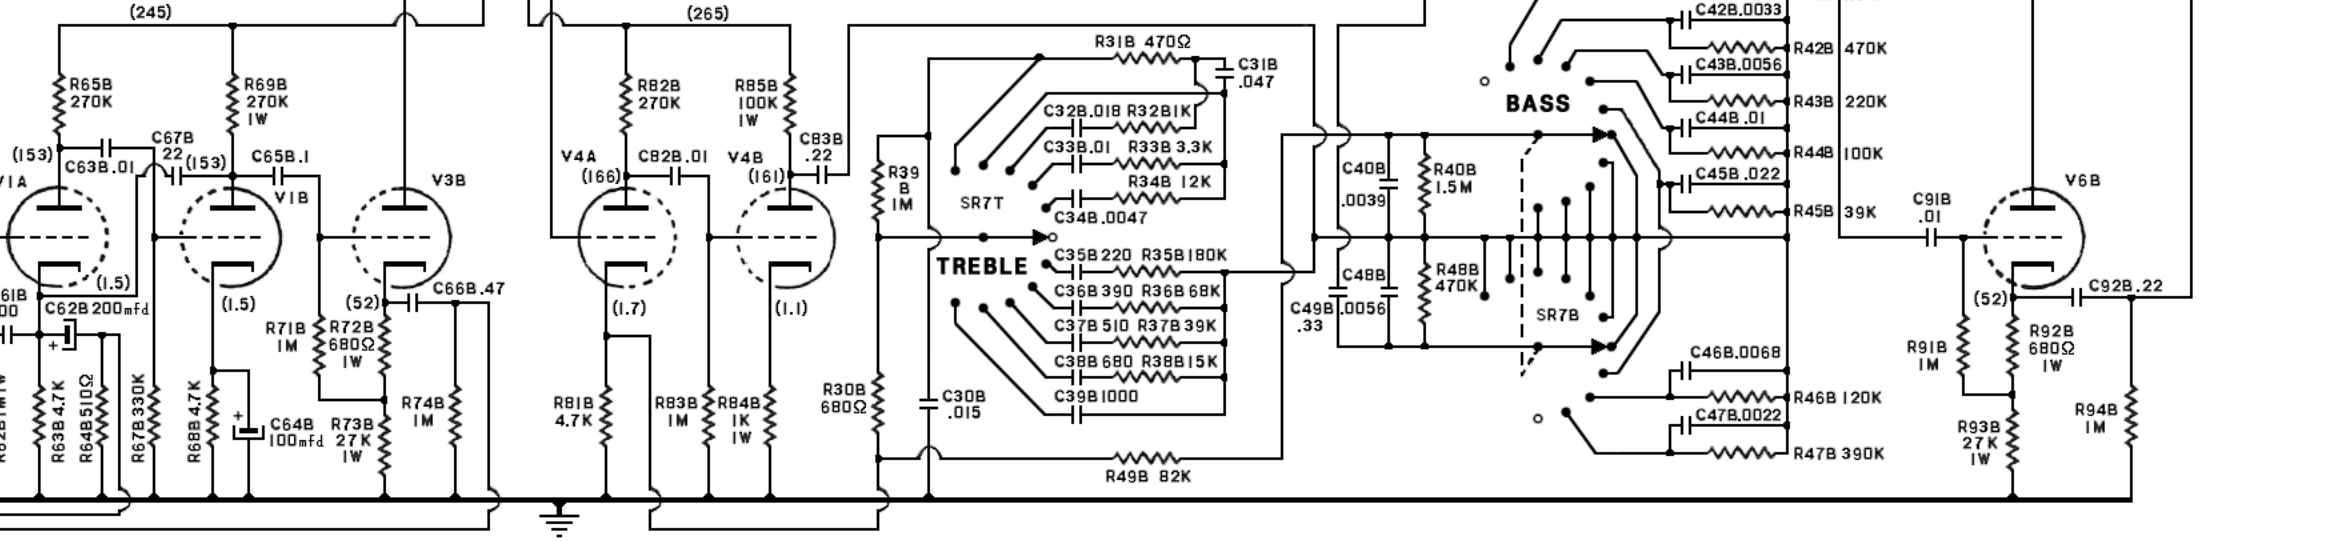 (245)
(265)
R65B
270K
R69B
270K
1W
(153)
C63B.01
C67B
22
(153)
C65B.1
V1A
V1B
V3B
(1.5)
C62B 200mfd
(1.5)
(52)
C66B.47
R71B
1M
R72B
680Ω
1W
R63B 4.7K
R64B 510Ω
R67B 330K
R68B 4.7K
+
+
C64B
100mfd
R73B
27K
1W
R74B
1M
R82B
270K
R85B
100K
1W
C83B
.22
V4A
(166)
C82B.01
V4B
(161)
(1.7)
(1.1)
R81B
4.7K
R83B
1M
R84B
1K
1W
R39
B
1M
R30B
680Ω
C30B
.015
R31B 470Ω
C31B
.047
C32B.018 R32B1K
C33B.01 R33B 3.3K
R34B 12K
C34B.0047
SR7T
TREBLE
C35B 220 R35B180K
C36B 390 R36B 68K
C37B 510 R37B 39K
C38B 680 R38B15K
C39B1000
R49B 82K
C40B
.0039
R40B
1.5M
C48B
.0056
R48B
470K
C49B
.33
BASS
SR7B
C42B.0033
R42B 470K
C43B.0056
R43B 220K
C44B.01
R44B 100K
C45B.022
R45B 39K
C46B.0068
R46B 120K
C47B.0022
R47B 390K
C91B
.01
V6B
(52)
C92B.22
R91B
1M
R92B
680Ω
1W
R93B
27K
1W
R94B
1M